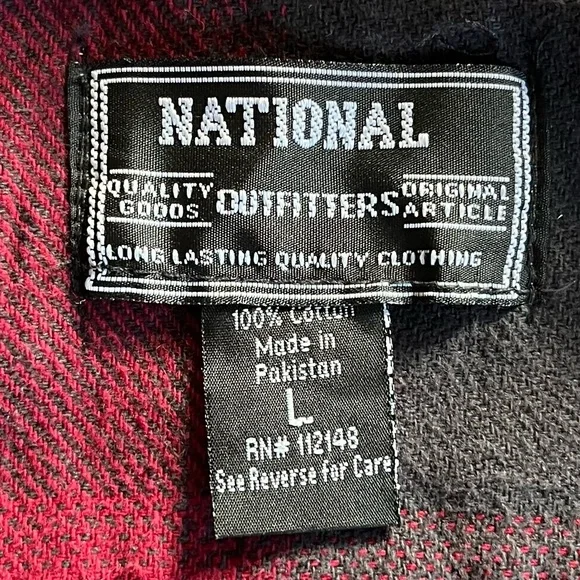 NATIONAL
QUALITY GOODS
OUTFITTERS
ORIGINAL ARTICLE
LONG LASTING QUALITY CLOTHING
100% Cotton
Made in
Pakistan
L
RN# 112148
See Reverse for Care